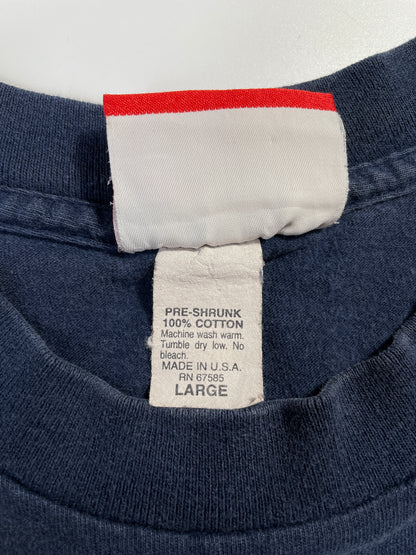 PRE-SHRUNK
100% COTTON
Machine wash warm.
Tumble dry low. No
bleach.
MADE IN U.S.A.
RN 67585
LARGE